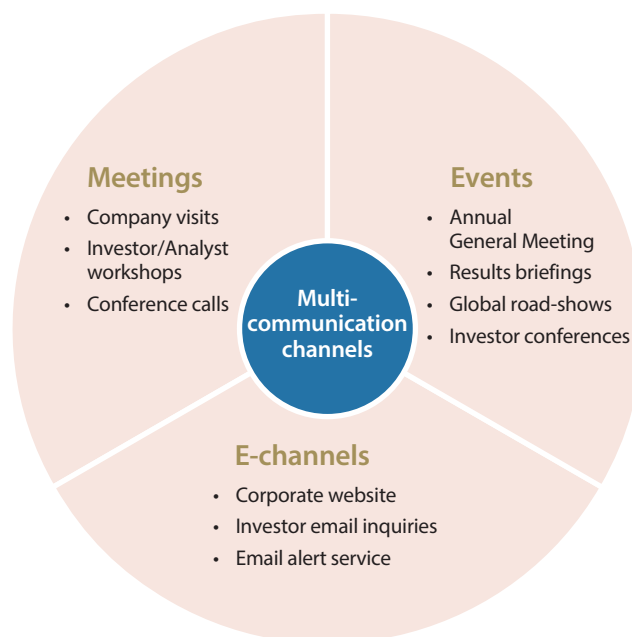 Meetings
• Company visits
• Investor/Analyst
workshops
• Conference calls
Events
• Annual
General Meeting
• Results briefings
• Global road-shows
• Investor conferences
Multi-
communication
channels
E-channels
• Corporate website
• Investor email inquiries
• Email alert service